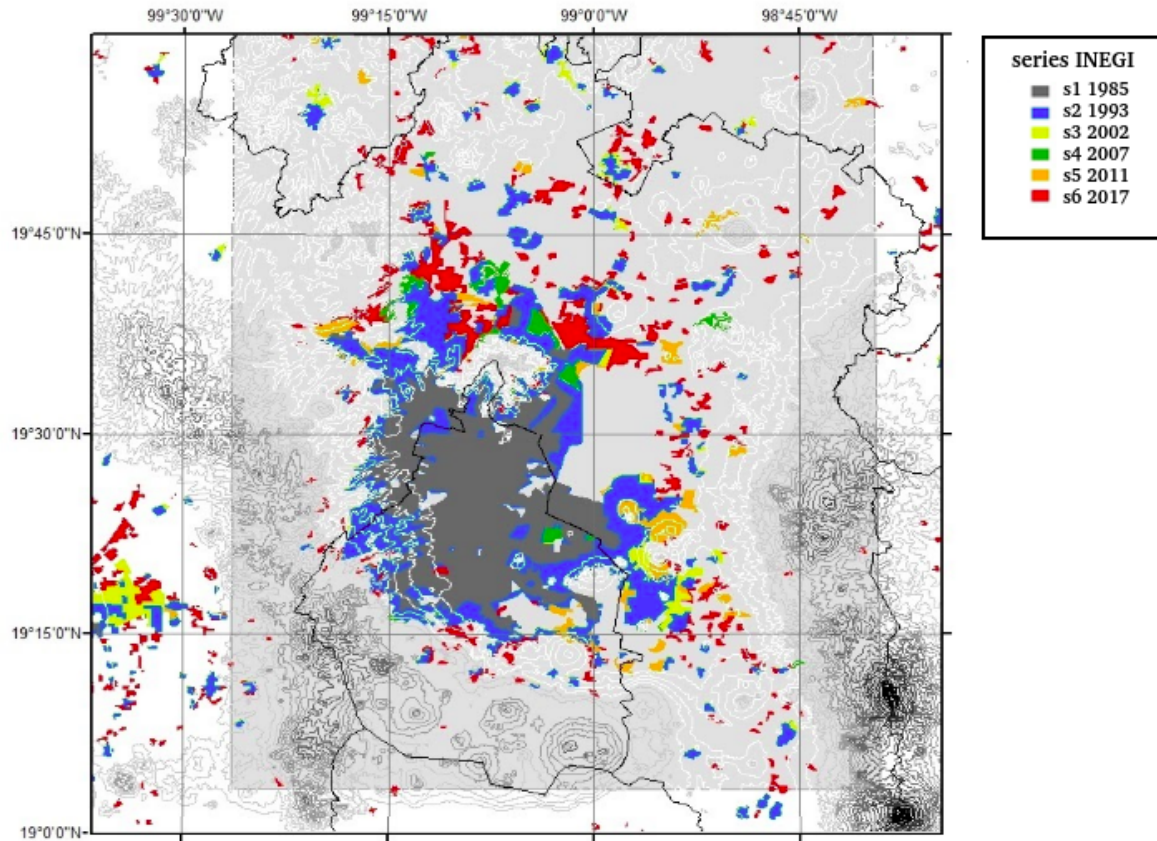 99°30'0"W 99°15'0"W 99°0'0"W 98°45'0"W
series INEGI
s1 1985
s2 1993
s3 2002
s4 2007
s5 2011
s6 2017
19°45'0"N
19°30'0"N
19°15'0"N
19°0'0"N